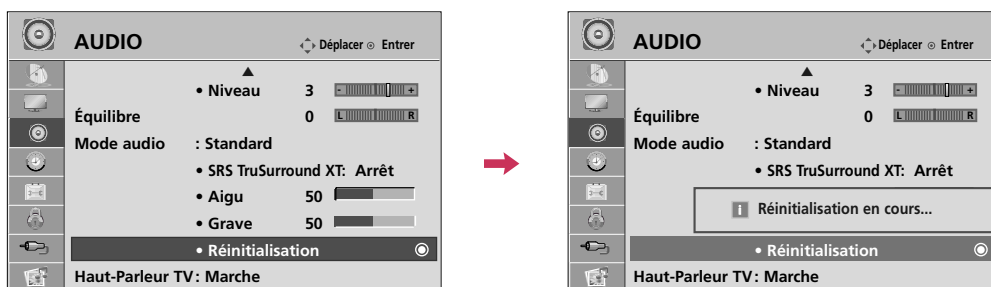 AUDIO Déplacer Entrer
• Niveau 3 - +
Équilibre 0 L R
Mode audio : Standard
• SRS TruSurround XT: Arrêt
• Aigu 50
• Grave 50
• Réinitialisation
Haut-Parleur TV: Marche
AUDIO Déplacer Entrer
• Niveau 3 - +
Équilibre 0 L R
Mode audio : Standard
• SRS TruSurround XT: Arrêt
i Réinitialisation en cours...
• Réinitialisation
Haut-Parleur TV: Marche